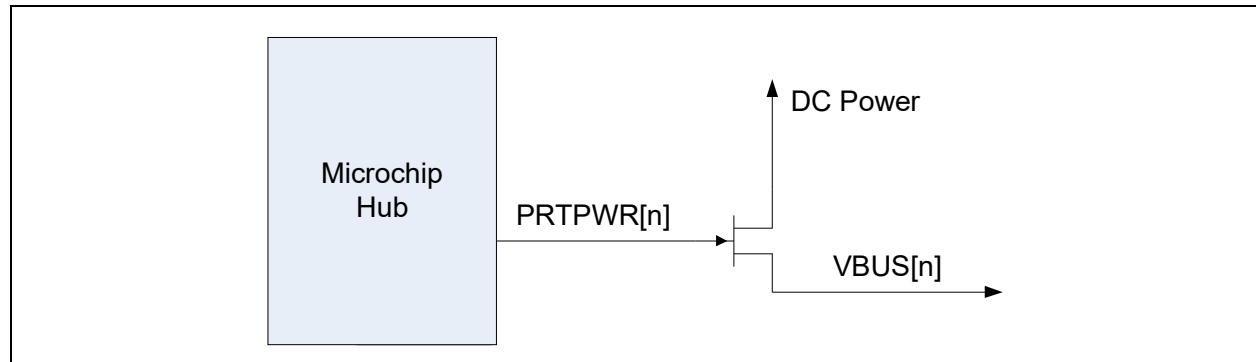 Microchip
Hub
PRTPWR[n]
DC Power
VBUS[n]